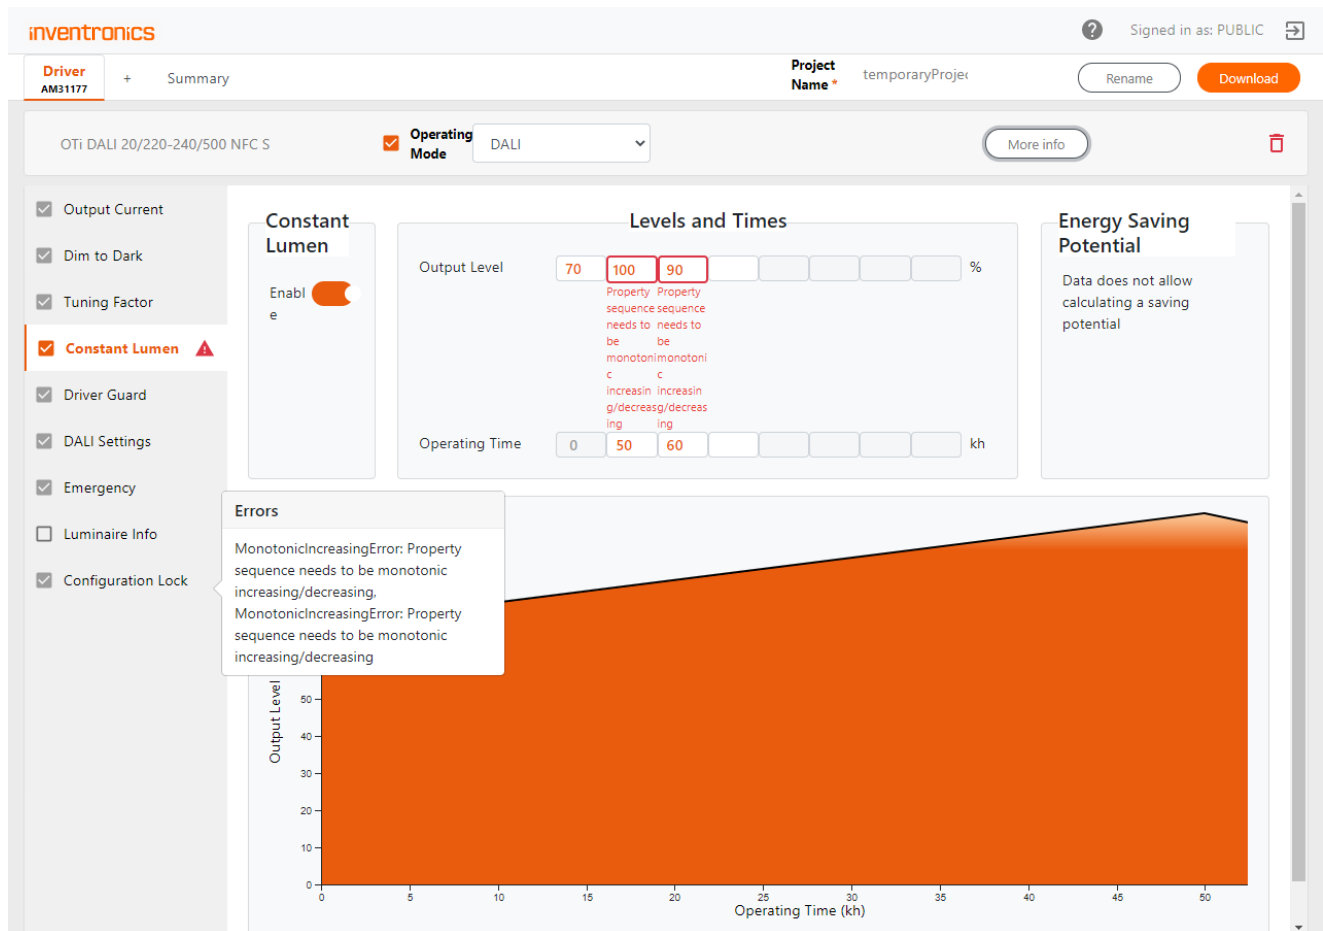 inventronics
? Signed in as: PUBLIC
Driver
AM31177
+ Summary
Project
Name *
temporaryProjec
Rename
Download
OTi DALI 20/220-240/500 NFC S
Operating
Mode
DALI
More info
Output Current
Dim to Dark
Tuning Factor
Constant Lumen
Driver Guard
DALI Settings
Emergency
Luminaire Info
Configuration Lock
Constant
Lumen
Enabl
e
Levels and Times
Output Level 70 100 90 %
Property Property
sequence sequence
needs to needs to
be be
monotoni monotoni
c c
increasin increasin
g/decreas g/decreas
ing ing
Operating Time 0 50 60 kh
Energy Saving
Potential
Data does not allow
calculating a saving
potential
Errors
MonotonicIncreasingError: Property
sequence needs to be monotonic
increasing/decreasing,
MonotonicIncreasingError: Property
sequence needs to be monotonic
increasing/decreasing
Output Level
50
40
30
20
10
0
0 5 10 15 20 25 30 35 40 45 50
Operating Time (kh)